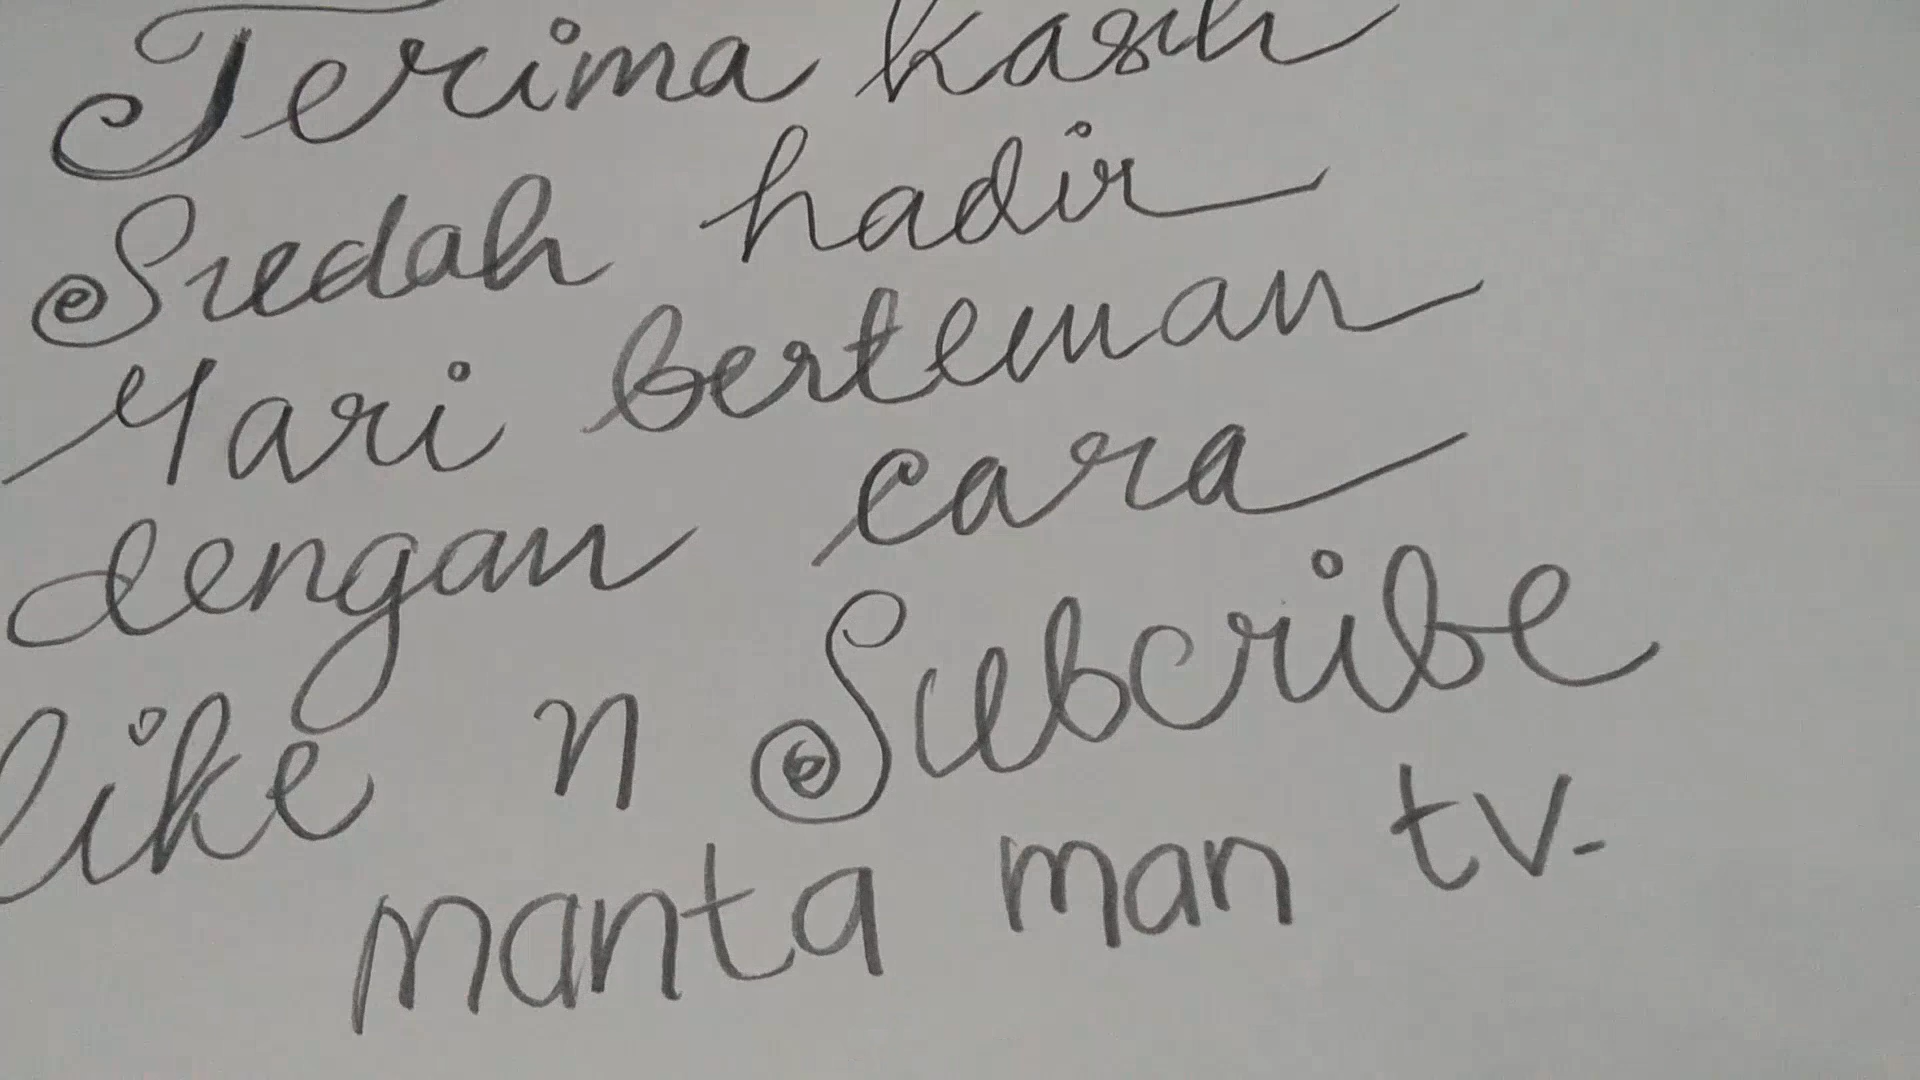 Terima kasih
Sudah hadir
Mari berteman
dengan cara
like n Subcribe
manta man tv.